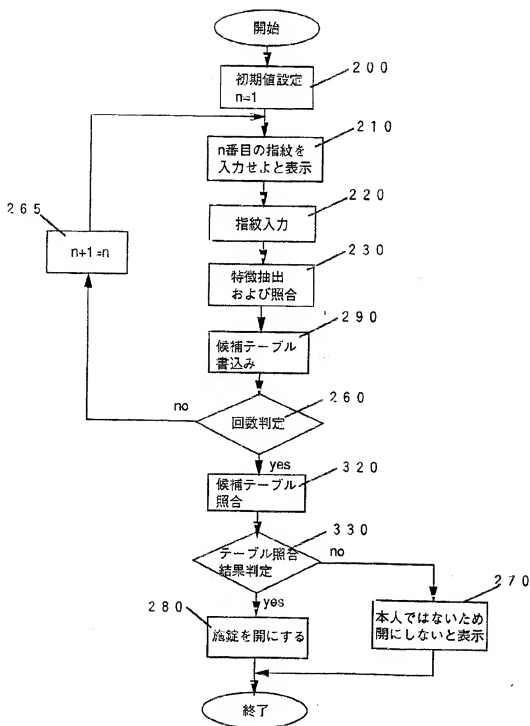 開始
初期値設定
n=1
200
n番目の指紋を
入力せよと表示
210
指紋入力
220
265
n+1=n
特徴抽出
および照合
230
候補テーブル
書込み
290
no
回数判定
260
yes
候補テーブル
照合
320
テーブル照合
結果判定
330
no
yes
280
施錠を開にする
本人ではないため
開にしないと表示
270
終了